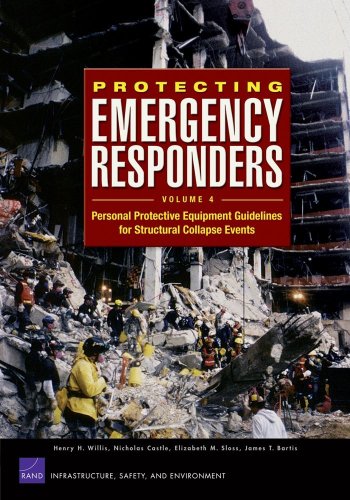 PROTECTING
EMERGENCY
RESPONDERS
VOLUME 4
Personal Protective Equipment Guidelines
for Structural Collapse Events
Henry H. Willis, Nicholas Castle, Elizabeth M. Sloss, James T. Bartis
RAND
INFRASTRUCTURE, SAFETY, AND ENVIRONMENT